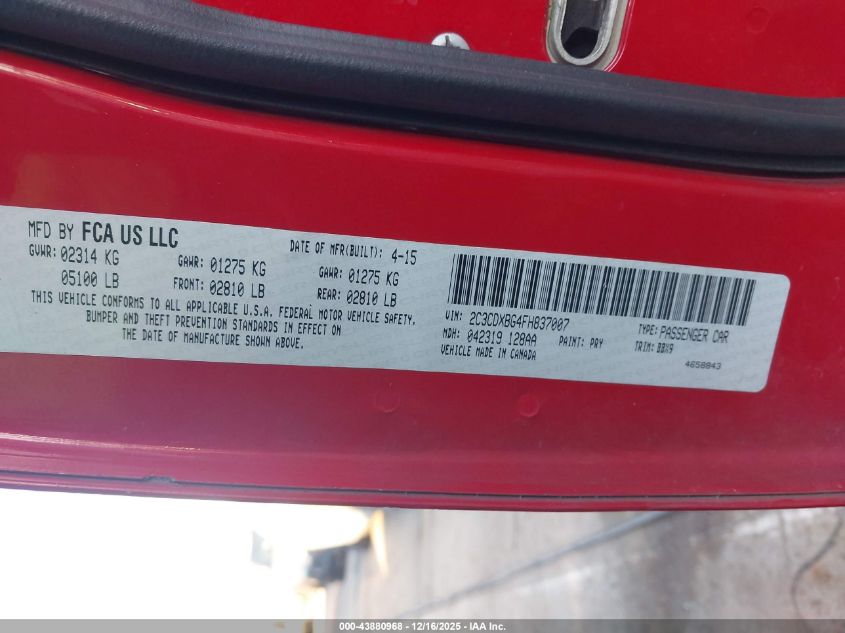 MFD BY FCA US LLC
DATE OF MFR(BUILT): 4-15
GVWR: 02314 KG
05100 LB
GAWR: 01275 KG
FRONT: 02810 LB
GAWR: 01275 KG
REAR: 02810 LB
THIS VEHICLE CONFORMS TO ALL APPLICABLE U.S.A. FEDERAL MOTOR VEHICLE SAFETY,
BUMPER AND THEFT PREVENTION STANDARDS IN EFFECT ON
THE DATE OF MANUFACTURE SHOWN ABOVE.
VIN: 2C3CDXBG4FH837007
TYPE: PASSENGER CAR
MDH: 042319 128AA
PAINT: PRY
TRIM: BBX9
VEHICLE MADE IN CANADA
4658843
000-43880968 - 12/16/2025 - IAA Inc.